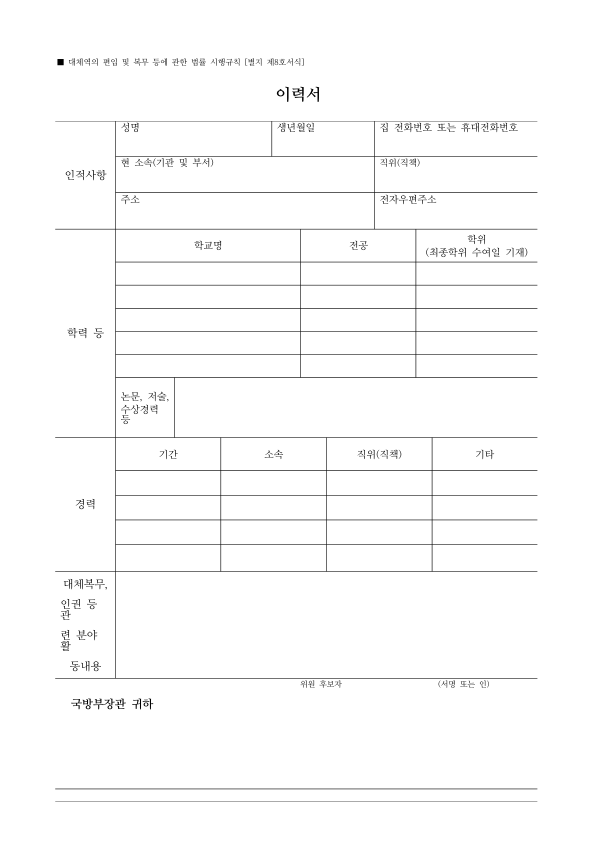 ■ 대체역의 편입 및 복무 등에 관한 법률 시행규칙 [별지 제8호서식]
이력서
인적사항
성명
생년월일
집 전화번호 또는 휴대전화번호
현 소속(기관 및 부서)
직위(직책)
주소
전자우편주소
학력 등
학교명
전공
학위
(최종학위 수여일 기재)
논문, 저술,
수상경력
등
경력
기간
소속
직위(직책)
기타
대체복무,
인권 등
관
련 분야
활
동내용
위원 후보자
(서명 또는 인)
국방부장관 귀하